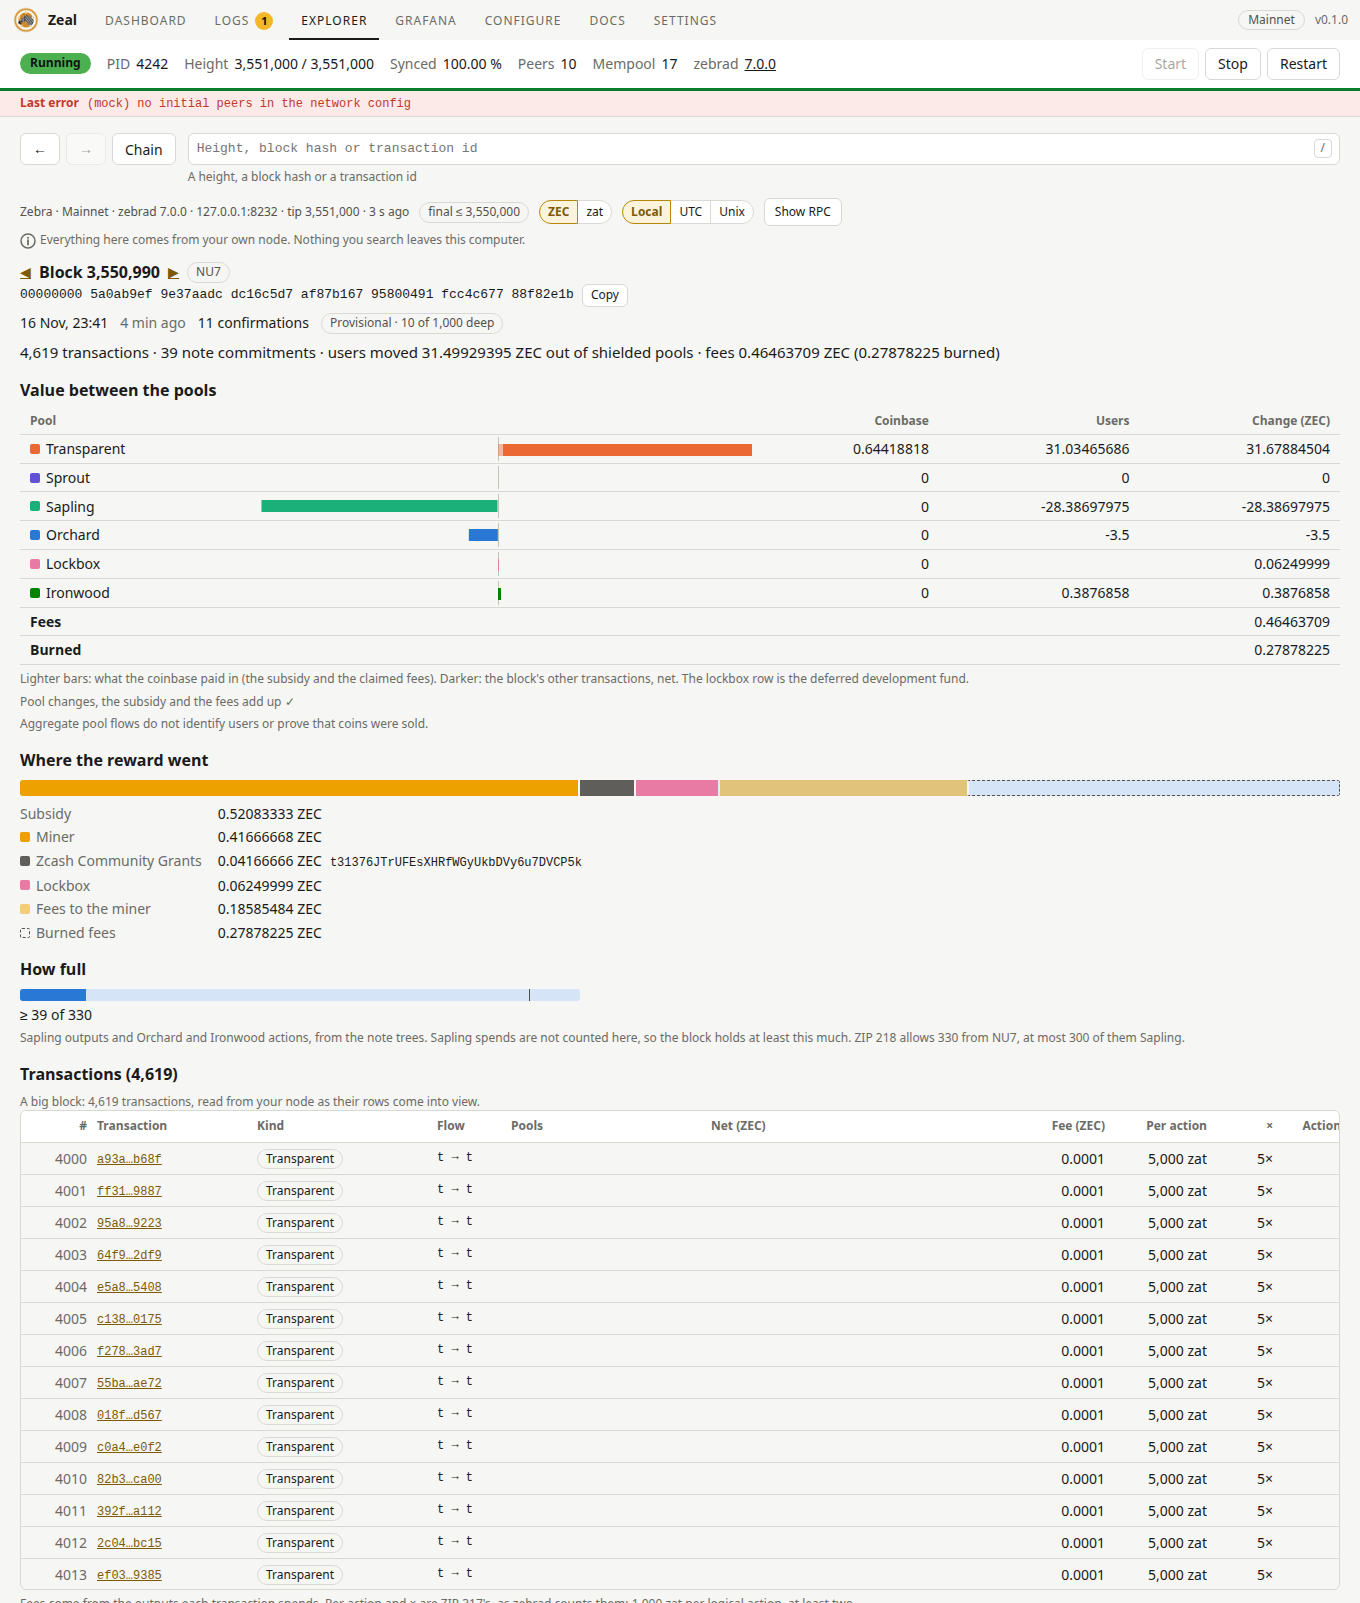 Zeal DASHBOARD LOGS 1 EXPLORER GRAFANA CONFIGURE DOCS SETTINGS Mainnet v0.1.0
Running PID 4242 Height 3,551,000 / 3,551,000 Synced 100.00 % Peers 10 Mempool 17 zebrad 7.0.0 Start Stop Restart
Last error (mock) no initial peers in the network config
← → Chain Height, block hash or transaction id /
A height, a block hash or a transaction id
Zebra · Mainnet · zebrad 7.0.0 · 127.0.0.1:8232 · tip 3,551,000 · 3 s ago final ≤ 3,550,000 ZEC zat Local UTC Unix Show RPC
Everything here comes from your own node. Nothing you search leaves this computer.
◀ Block 3,550,990 ▶ NU7
00000000 5a0ab9ef 9e37aadc dc16c5d7 af87b167 95800491 fcc4c677 88f82e1b Copy
16 Nov, 23:41 4 min ago 11 confirmations Provisional · 10 of 1,000 deep
4,619 transactions · 39 note commitments · users moved 31.49929395 ZEC out of shielded pools · fees 0.46463709 ZEC (0.27878225 burned)
Value between the pools
Pool Coinbase Users Change (ZEC)
Transparent 0.64418818 31.03465686 31.67884504
Sprout 0 0 0
Sapling 0 -28.38697975 -28.38697975
Orchard 0 -3.5 -3.5
Lockbox 0 0.06249999
Ironwood 0 0.3876858 0.3876858
Fees 0.46463709
Burned 0.27878225
Lighter bars: what the coinbase paid in (the subsidy and the claimed fees). Darker: the block's other transactions, net. The lockbox row is the deferred development fund.
Pool changes, the subsidy and the fees add up ✓
Aggregate pool flows do not identify users or prove that coins were sold.
Where the reward went
Subsidy 0.52083333 ZEC
Miner 0.41666668 ZEC
Zcash Community Grants 0.04166666 ZEC t31376JTrUFEsXHRfWGyUkbDVy6u7DVCP5k
Lockbox 0.06249999 ZEC
Fees to the miner 0.18585484 ZEC
Burned fees 0.27878225 ZEC
How full
≥ 39 of 330
Sapling outputs and Orchard and Ironwood actions, from the note trees. Sapling spends are not counted here, so the block holds at least this much. ZIP 218 allows 330 from NU7, at most 300 of them Sapling.
Transactions (4,619)
A big block: 4,619 transactions, read from your node as their rows come into view.
# Transaction Kind Flow Pools Net (ZEC) Fee (ZEC) Per action × Action
4000 a93a…b68f Transparent t → t 0.0001 5,000 zat 5×
4001 ff31…9887 Transparent t → t 0.0001 5,000 zat 5×
4002 95a8…9223 Transparent t → t 0.0001 5,000 zat 5×
4003 64f9…2df9 Transparent t → t 0.0001 5,000 zat 5×
4004 e5a8…5408 Transparent t → t 0.0001 5,000 zat 5×
4005 c138…0175 Transparent t → t 0.0001 5,000 zat 5×
4006 f278…3ad7 Transparent t → t 0.0001 5,000 zat 5×
4007 55ba…ae72 Transparent t → t 0.0001 5,000 zat 5×
4008 018f…d567 Transparent t → t 0.0001 5,000 zat 5×
4009 c0a4…e0f2 Transparent t → t 0.0001 5,000 zat 5×
4010 82b3…ca00 Transparent t → t 0.0001 5,000 zat 5×
4011 392f…a112 Transparent t → t 0.0001 5,000 zat 5×
4012 2c04…bc15 Transparent t → t 0.0001 5,000 zat 5×
4013 ef03…9385 Transparent t → t 0.0001 5,000 zat 5×